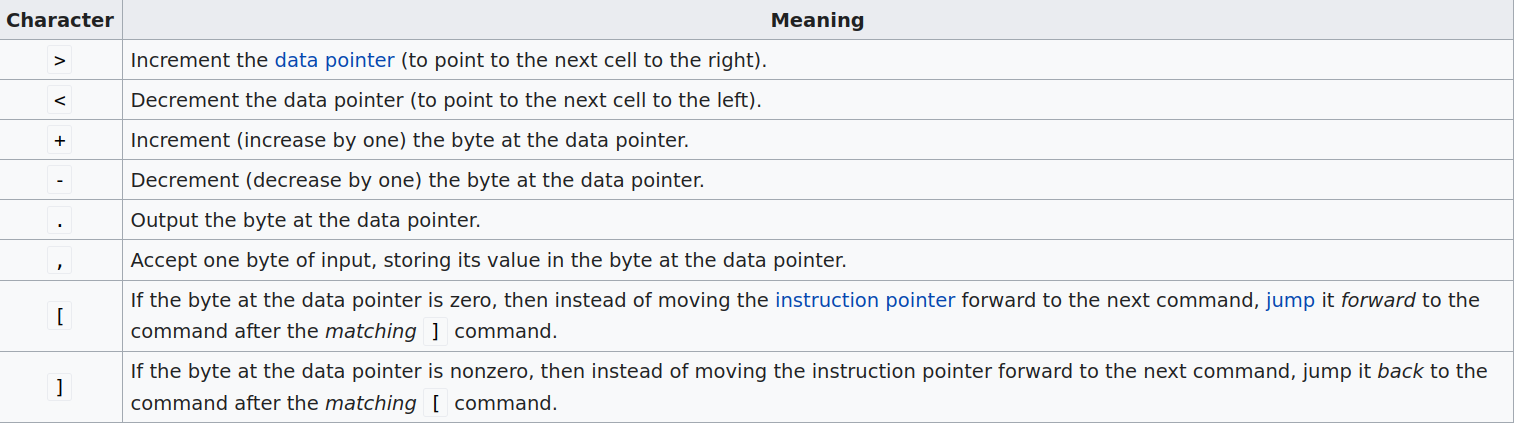 Character Meaning
> Increment the data pointer (to point to the next cell to the right).
< Decrement the data pointer (to point to the next cell to the left).
+ Increment (increase by one) the byte at the data pointer.
- Decrement (decrease by one) the byte at the data pointer.
. Output the byte at the data pointer.
, Accept one byte of input, storing its value in the byte at the data pointer.
[ If the byte at the data pointer is zero, then instead of moving the instruction pointer forward to the next command, jump it forward to the
command after the matching ] command.
] If the byte at the data pointer is nonzero, then instead of moving the instruction pointer forward to the next command, jump it back to the
command after the matching [ command.